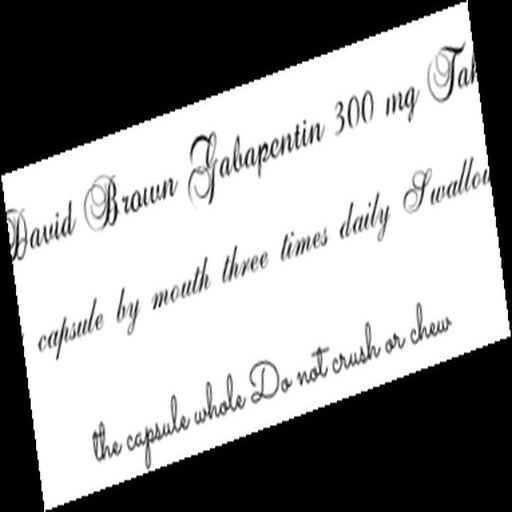 David Brown Gabapentin 300 mg
capsule by mouth three times daily Swallow
the capsule whole Do not crush or chew